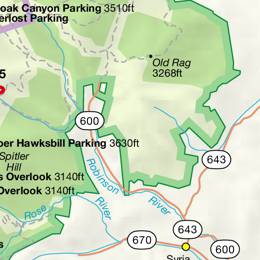 oak Canyon Parking 3510ft
erlost Parking
Old Rag
3268ft
5
600
per Hawksbill Parking 3630ft
643
Spitler
Hill
s Overlook 3140ft
Overlook 3140ft
Robinson
River
River
Rose
643
670
600
s
Syria